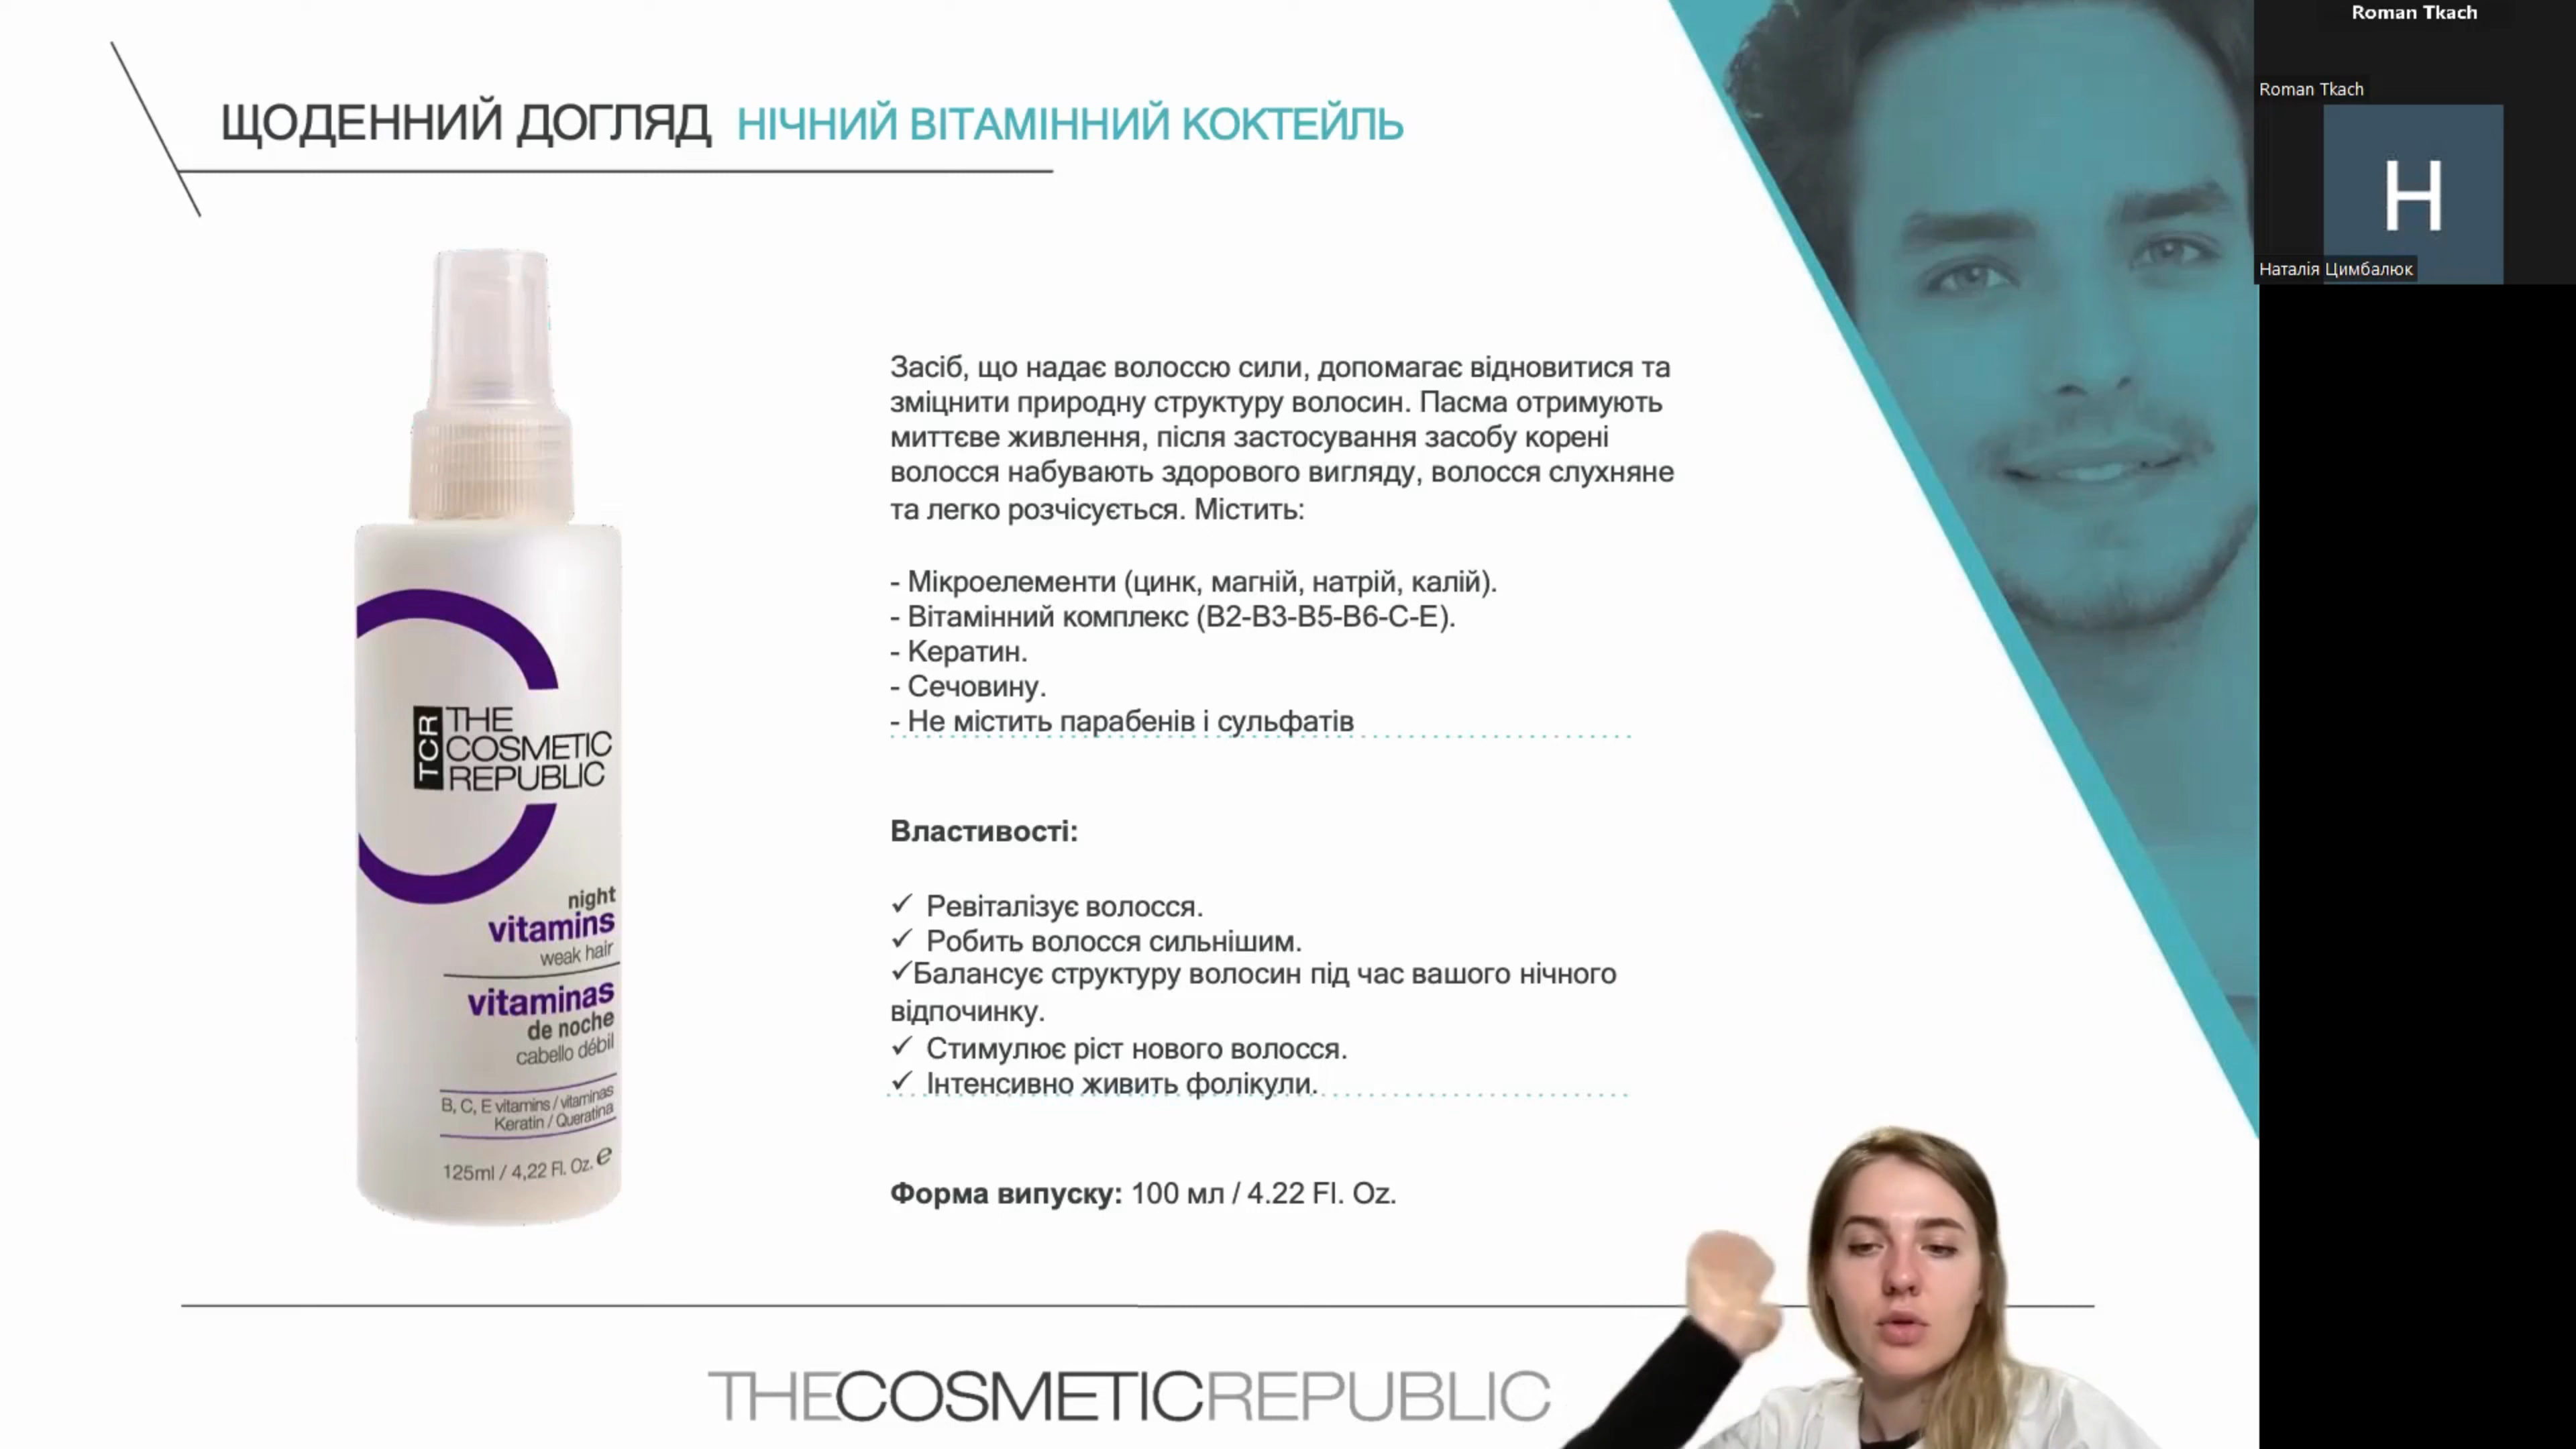 ЩОДЕННИЙ ДОГЛЯД НІЧНИЙ ВІТАМІННИЙ КОКТЕЙЛЬ
Засіб, що надає волоссю сили, допомагає відновитися та
зміцнити природну структуру волосин. Пасма отримують
миттєве живлення, після застосування засобу корені
волосся набувають здорового вигляду, волосся слухняне
та легко розчісується. Містить:
- Мікроелементи (цинк, магній, натрій, калій).
- Вітамінний комплекс (B2-B3-B5-B6-C-E).
- Кератин.
- Сечовину.
- Не містить парабенів і сульфатів
Властивості:
✓ Ревіталізує волосся.
✓ Робить волосся сильнішим.
✓Балансує структуру волосин під час вашого нічного
відпочинку.
✓ Стимулює ріст нового волосся.
✓ Інтенсивно живить фолікули.
Форма випуску: 100 мл / 4.22 Fl. Oz.
TCR
THE
COSMETIC
REPUBLIC
night
vitamins
weak hair
vitaminas
de noche
cabello débil
B, C, E vitamins / vitaminas
Keratin / Queratina
125ml / 4,22 Fl. Oz. e
THECOSMETICREPUBLIC
Roman Tkach
Roman Tkach
Н
Наталія Цимбалюк